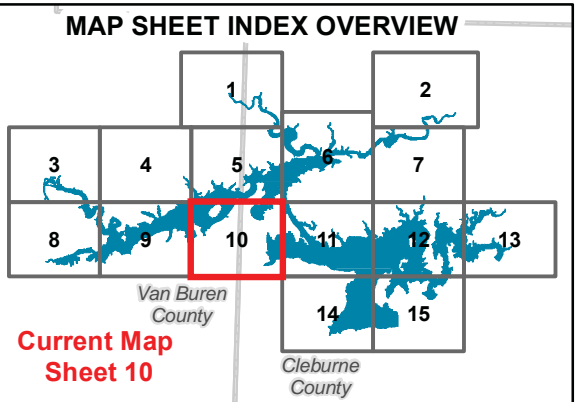 MAP SHEET INDEX OVERVIEW
1
2
3
4
5
6
7
8
9
10
11
12
13
Van Buren
County
14
15
Current Map
Sheet 10
Cleburne
County